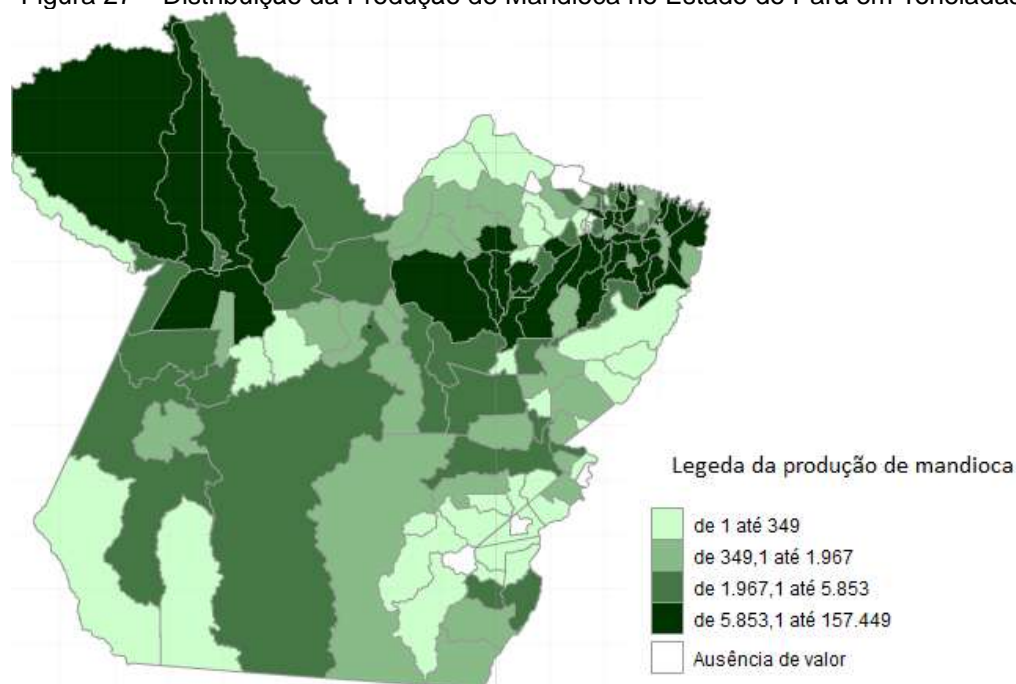 Figura 27 – Distribuição da Produção de Mandioca no Estado do Pará em Toneladas
Legeda da produção de mandioca
de 1 até 349
de 349,1 até 1.967
de 1.967,1 até 5.853
de 5.853,1 até 157.449
Ausência de valor